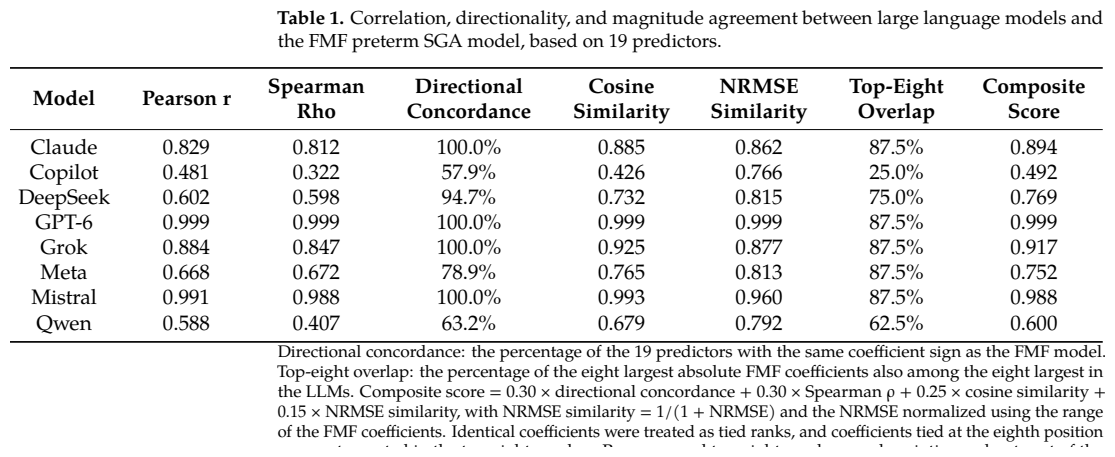 Table 1. Correlation, directionality, and magnitude agreement between large language models and
the FMF preterm SGA model, based on 19 predictors.
Model Pearson r Spearman Rho Directional Concordance Cosine Similarity NRMSE Similarity Top-Eight Overlap Composite Score
Claude 0.829 0.812 100.0% 0.885 0.862 87.5% 0.894
Copilot 0.481 0.322 57.9% 0.426 0.766 25.0% 0.492
DeepSeek 0.602 0.598 94.7% 0.732 0.815 75.0% 0.769
GPT-6 0.999 0.999 100.0% 0.999 0.999 87.5% 0.999
Grok 0.884 0.847 100.0% 0.925 0.877 87.5% 0.917
Meta 0.668 0.672 78.9% 0.765 0.813 87.5% 0.752
Mistral 0.991 0.988 100.0% 0.993 0.960 87.5% 0.988
Qwen 0.588 0.407 63.2% 0.679 0.792 62.5% 0.600
Directional concordance: the percentage of the 19 predictors with the same coefficient sign as the FMF model.
Top-eight overlap: the percentage of the eight largest absolute FMF coefficients also among the eight largest in
the LLMs. Composite score = 0.30 × directional concordance + 0.30 × Spearman ρ + 0.25 × cosine similarity +
0.15 × NRMSE similarity, with NRMSE similarity = 1/(1 + NRMSE) and the NRMSE normalized using the range
of the FMF coefficients. Identical coefficients were treated as tied ranks, and coefficients tied at the eighth position